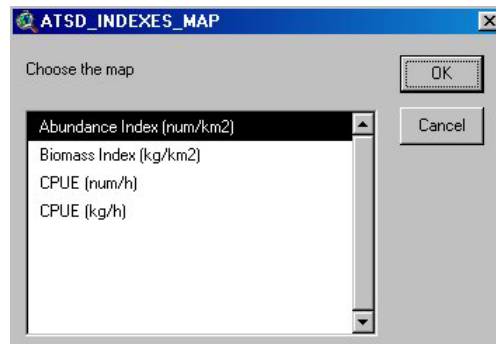 ATSD_INDEXES_MAP
Choose the map
OK
Cancel
Abundance Index (num/km2)
Biomass Index (kg/km2)
CPUE (num/h)
CPUE (kg/h)